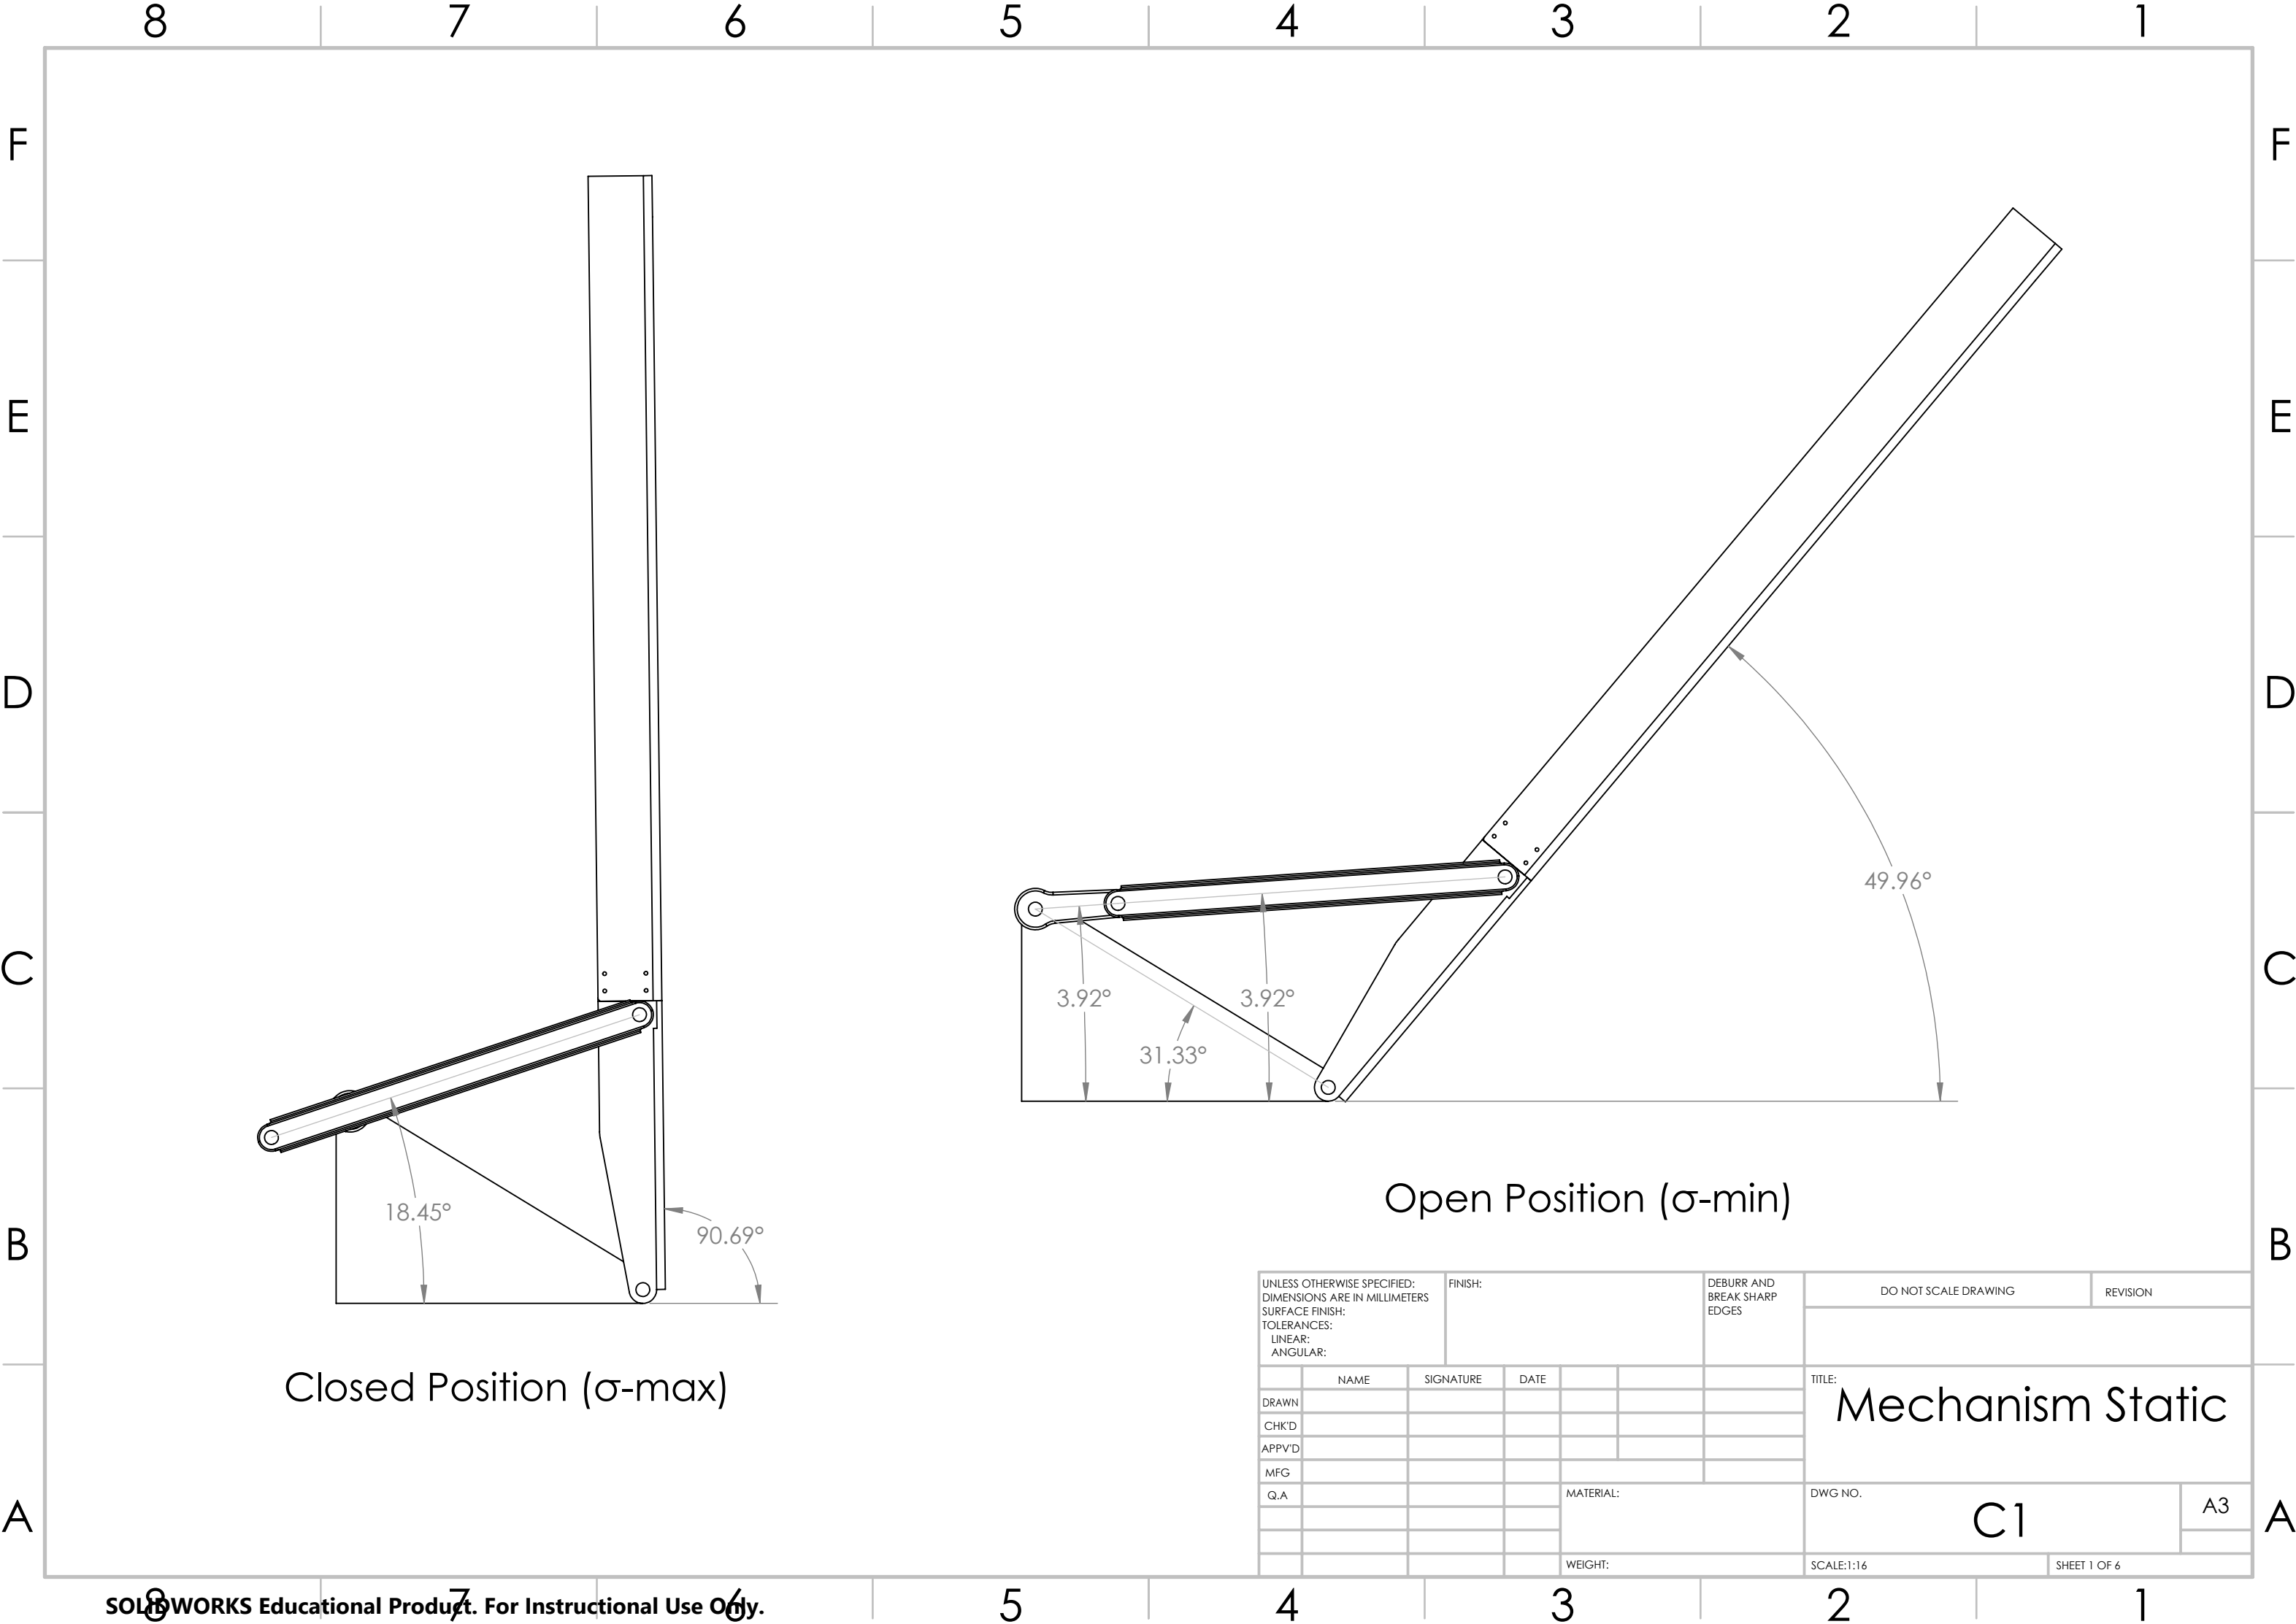 8 7 6 5 4 3 2 1
F F
E E
D D
C C
B B
A A
49.96°
3.92° 3.92°
31.33°
18.45°
90.69°
Open Position (σ-min)
Closed Position (σ-max)
UNLESS OTHERWISE SPECIFIED:
DIMENSIONS ARE IN MILLIMETERS
SURFACE FINISH:
TOLERANCES:
LINEAR:
ANGULAR:
FINISH:
DEBURR AND
BREAK SHARP
EDGES
DO NOT SCALE DRAWING
REVISION
NAME SIGNATURE DATE
DRAWN
CHK'D
APPV'D
MFG
Q.A
TITLE:
Mechanism Static
MATERIAL:
DWG NO.
C1
A3
WEIGHT:
SCALE:1:16
SHEET 1 OF 6
8 7 6 5 4 3 2 1
SOLIDWORKS Educational Product. For Instructional Use Only.